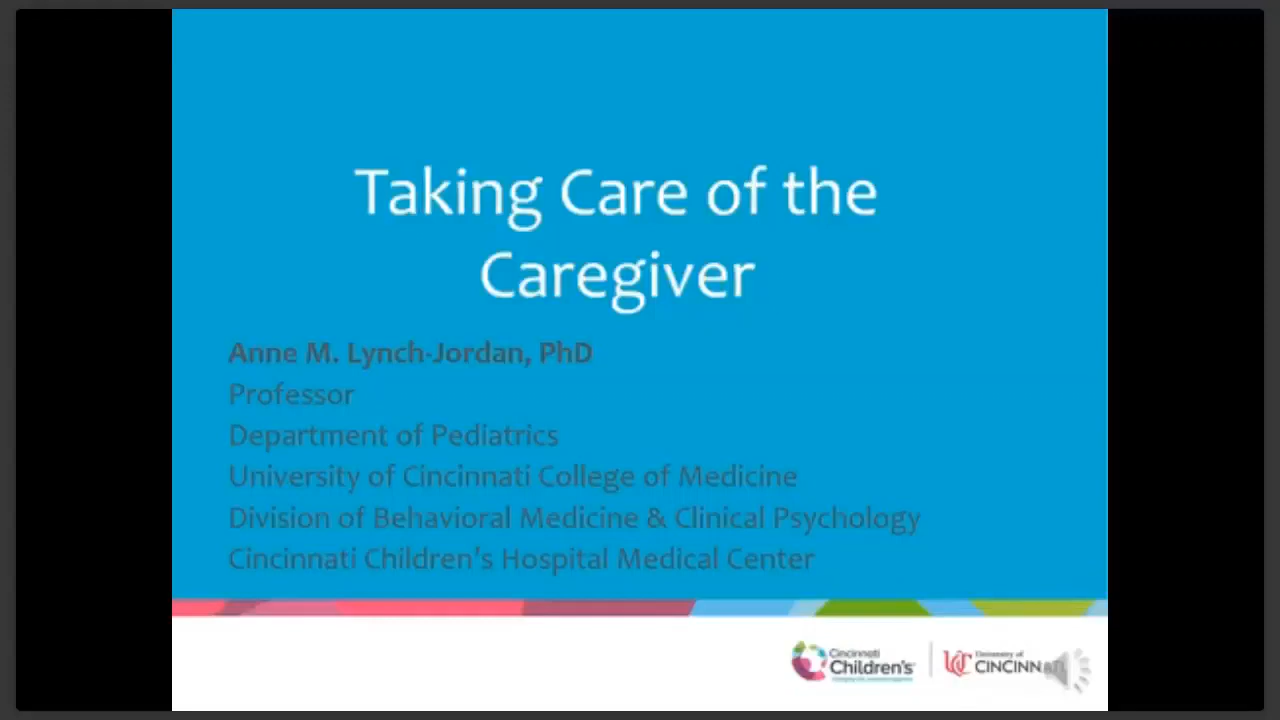 Taking Care of the
Caregiver
Anne M. Lynch-Jordan, PhD
Professor
Department of Pediatrics
University of Cincinnati College of Medicine
Division of Behavioral Medicine & Clinical Psychology
Cincinnati Children's Hospital Medical Center
Cincinnati
Children's
University of
CINCINN